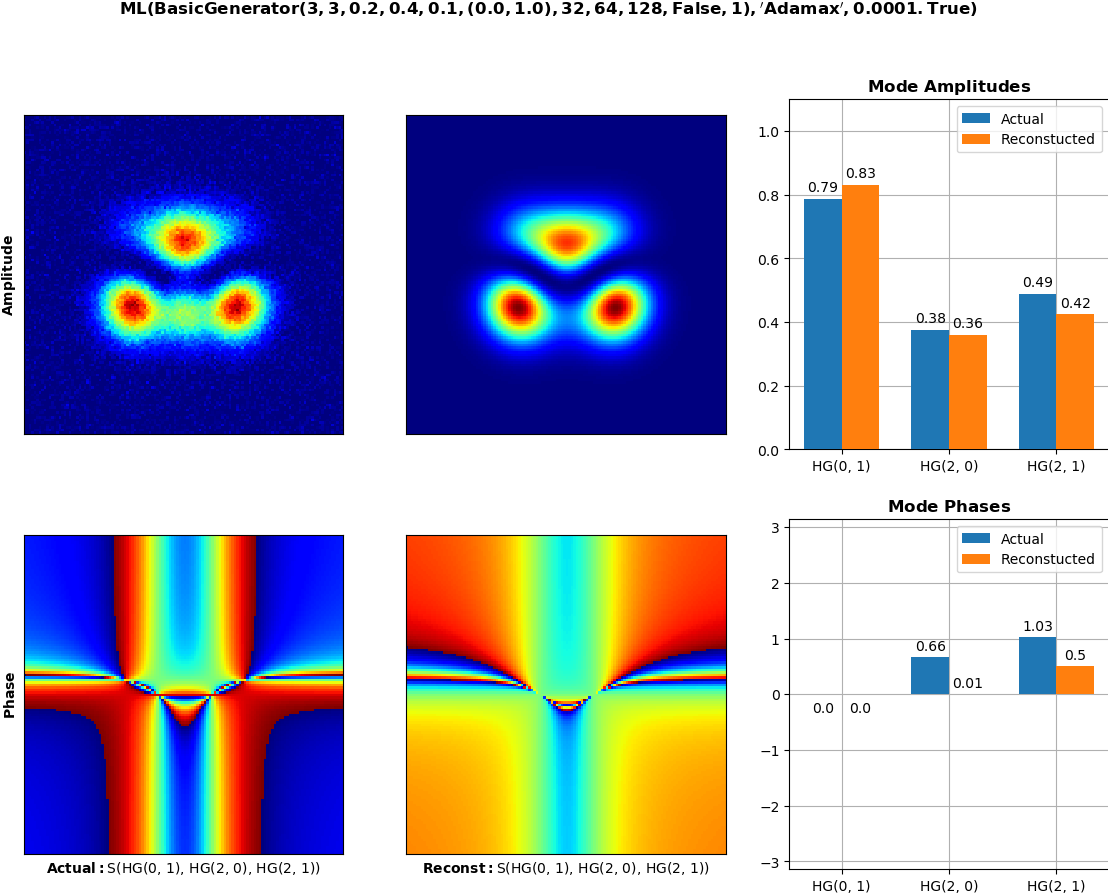 ML(BasicGenerator(3, 3, 0.2, 0.4, 0.1, (0.0, 1.0), 32, 64, 128, False, 1), 'Adamax', 0.0001. True)
Amplitude
Mode Amplitudes
Actual
Reconstucted
1.0
0.8
0.6
0.4
0.2
0.0
0.79
0.83
0.38
0.36
0.49
0.42
HG(0, 1)
HG(2, 0)
HG(2, 1)
Phase
Actual: S(HG(0, 1), HG(2, 0), HG(2, 1))
Reconst: S(HG(0, 1), HG(2, 0), HG(2, 1))
Mode Phases
Actual
Reconstucted
3
2
1
0
−1
−2
−3
0.0
0.0
0.66
0.01
1.03
0.5
HG(0, 1)
HG(2, 0)
HG(2, 1)